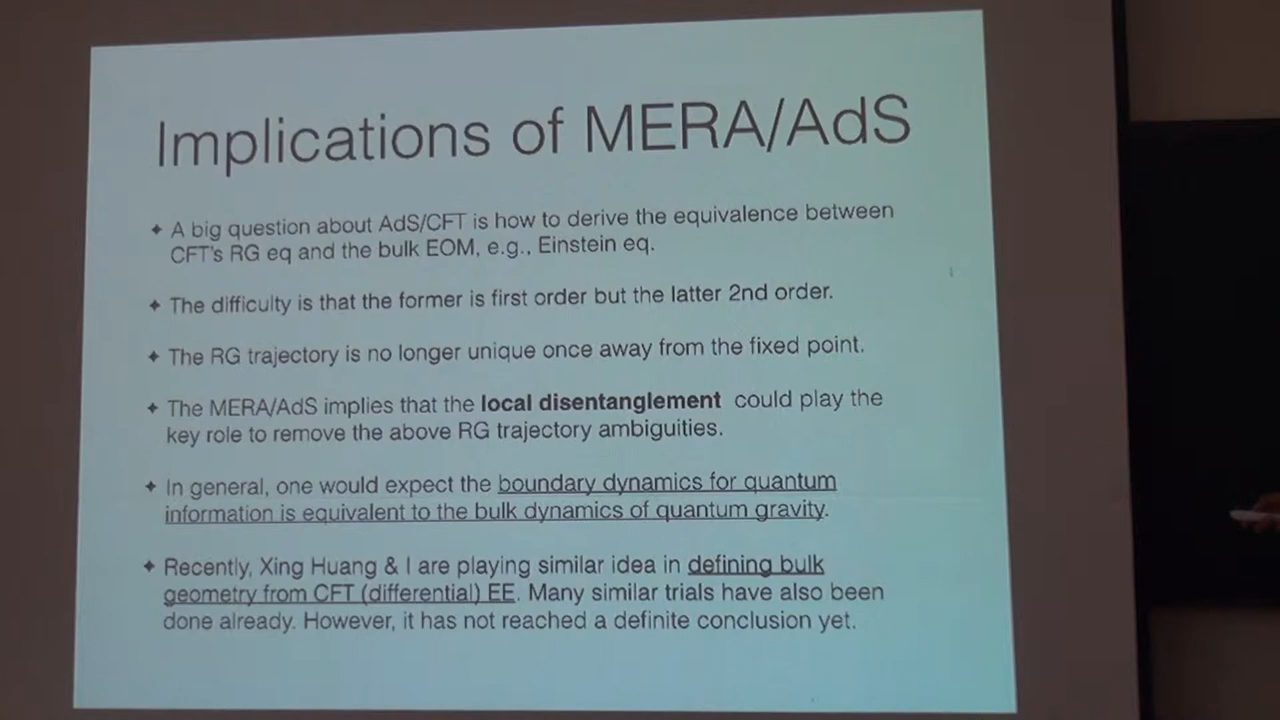 Implications of MERA/AdS
✦ A big question about AdS/CFT is how to derive the equivalence between
CFT's RG eq and the bulk EOM, e.g., Einstein eq.
✦ The difficulty is that the former is first order but the latter 2nd order.
✦ The RG trajectory is no longer unique once away from the fixed point.
✦ The MERA/AdS implies that the local disentanglement could play the
key role to remove the above RG trajectory ambiguities.
✦ In general, one would expect the boundary dynamics for quantum
information is equivalent to the bulk dynamics of quantum gravity.
✦ Recently, Xing Huang & I are playing similar idea in defining bulk
geometry from CFT (differential) EE. Many similar trials have also been
done already. However, it has not reached a definite conclusion yet.